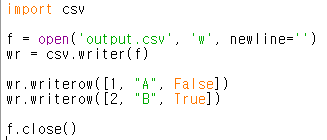 import csv
f = open('output.csv', 'w', newline='')
wr = csv.writer(f)
wr.writerow([1, "A", False])
wr.writerow([2, "B", True])
f.close()